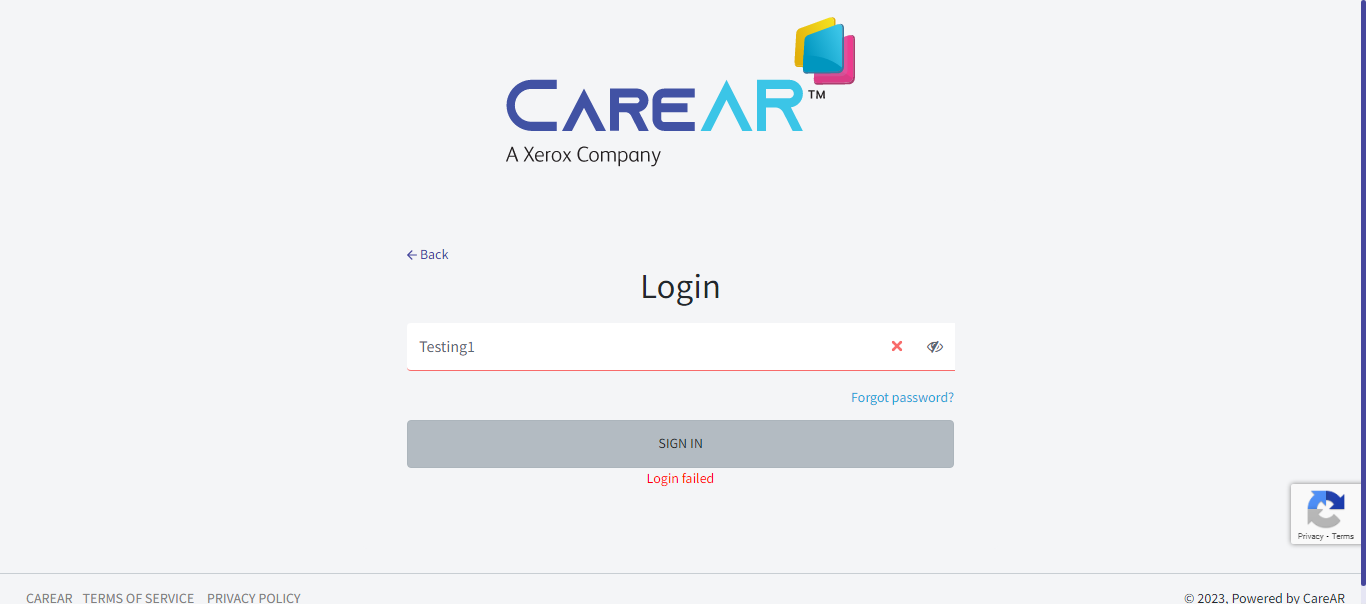 CAREAR™
A Xerox Company
Back
Login
Testing1
Forgot password?
SIGN IN
Login failed
Privacy - Terms
CAREAR TERMS OF SERVICE PRIVACY POLICY © 2023, Powered by CareAR